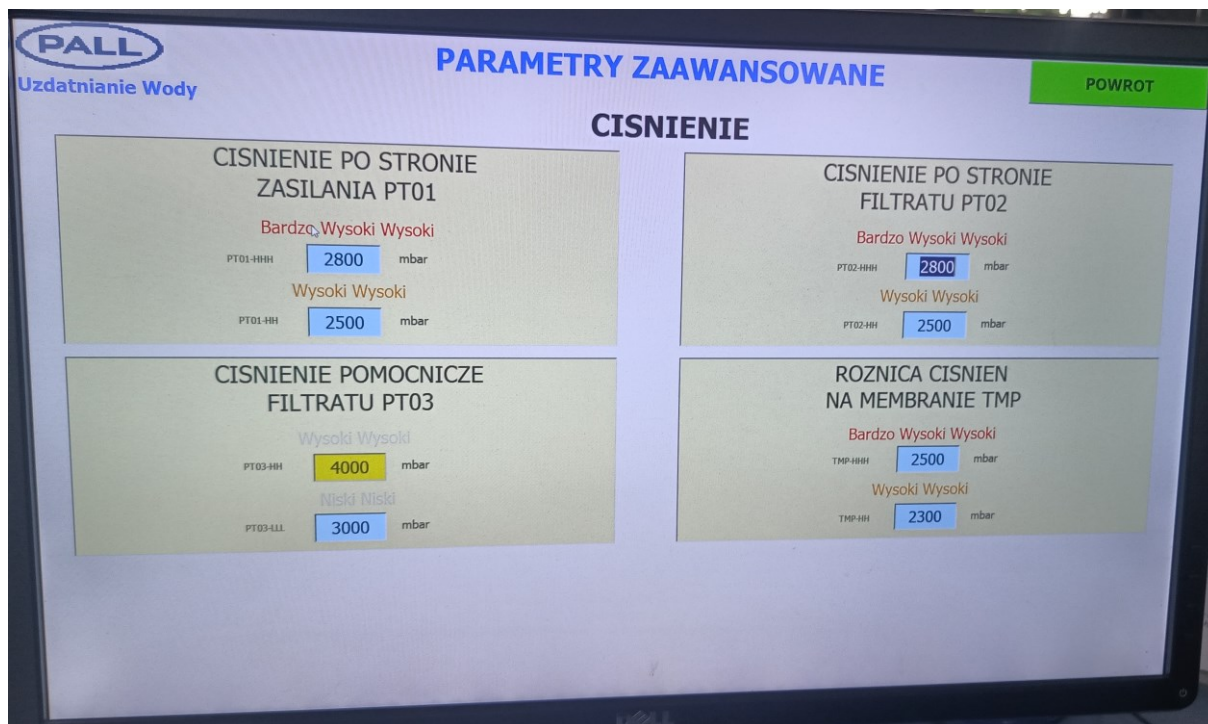 PALL
Uzdatnianie Wody
PARAMETRY ZAAWANSOWANE
POWROT
CISNIENIE
CISNIENIE PO STRONIE
ZASILANIA PT01
Bardzo Wysoki Wysoki
PT01-HHH 2800 mbar
Wysoki Wysoki
PT01-HH 2500 mbar
CISNIENIE PO STRONIE
FILTRATU PT02
Bardzo Wysoki Wysoki
PT02-HHH 2800 mbar
Wysoki Wysoki
PT02-HH 2500 mbar
CISNIENIE POMOCNICZE
FILTRATU PT03
Wysoki Wysoki
PT03-HH 4000 mbar
Niski Niski
PT03-LLL 3000 mbar
ROZNICA CISNIEN
NA MEMBRANIE TMP
Bardzo Wysoki Wysoki
TMP-HHH 2500 mbar
Wysoki Wysoki
TMP-HH 2300 mbar
DELL